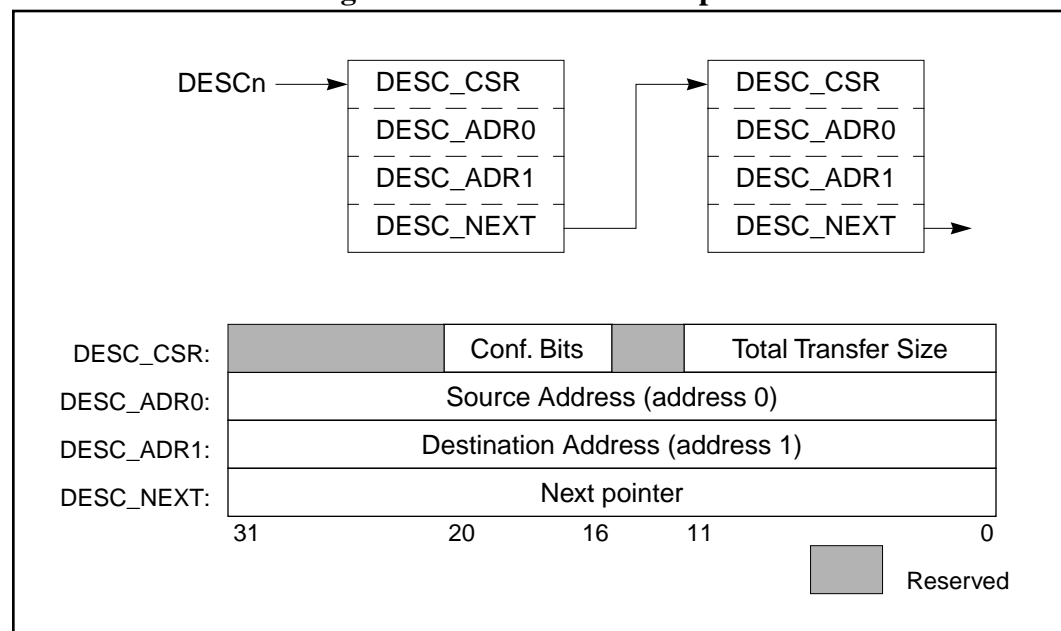 DESCn
DESC_CSR
DESC_ADR0
DESC_ADR1
DESC_NEXT
DESC_CSR
DESC_ADR0
DESC_ADR1
DESC_NEXT
DESC_CSR: Conf. Bits Total Transfer Size
DESC_ADR0: Source Address (address 0)
DESC_ADR1: Destination Address (address 1)
DESC_NEXT: Next pointer
31 20 16 11 0
Reserved